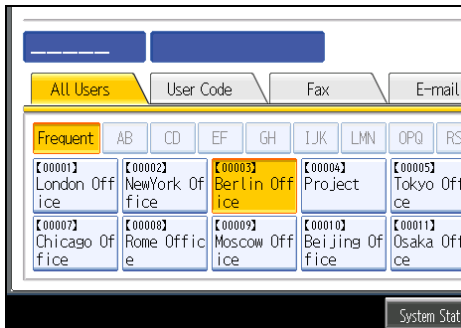 _ _ _ _ _
All Users User Code Fax E-mail
Frequent AB CD EF GH IJK LMN OPQ RS
【00001】 【00002】 【00003】 【00004】 【00005】
London Off NewYork Of Berlin Off Project Tokyo Off
ice fice ice ce
【00007】 【00008】 【00009】 【00010】 【00011】
Chicago Of Rome Offic Moscow Off Beijing Of Osaka Off
fice e ice fice ce
System Stat